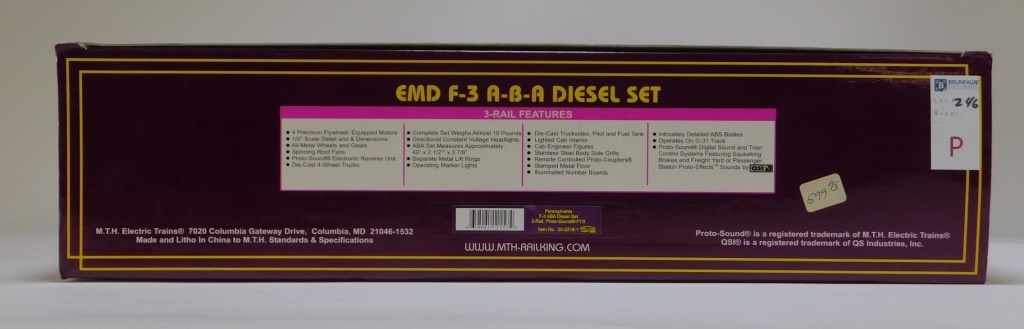 EMD F-3 A-B-A DIESEL SET
3-RAIL FEATURES
● 4 Precision Flywheel- Equipped Motors
● 1/4" Scale Detail and & Dimensions
● All-Metal Wheels and Gears
● Spinning Roof Fans
● Proto-Sound® Electronic Reverse Unit
● Die-Cast 4-Wheel Trucks
● Complete Set Weighs Almost 10 Pounds
● Directional Constant Voltage Headlights
● ABA Set Measures Approximately:
40" x 2 1/2"" x 3 7/8"
● Separate Metal Lift Rings
● Operating Marker Lights
● Die-Cast Trucksides, Pilot and Fuel Tank
● Lighted Cab Interior
● Cab Engineer Figures
● Stainless Steel Body Side Grills
● Remote Controlled Proto-Couplers®
● Stamped Metal Floor
● Illuminated Number Boards
● Intricately Detailed ABS Bodies
● Operates On O-31 Track
● Proto-Sound® Digital Sound and Train
Control Systems Featuring Squeaking
Brakes and Freight Yard or Passenger
Station Proto-Effects™ Sounds by QSI
246
P
599
Pennsylvania
F-3 ABA Diesel Set
3-Rail, Proto-Sound®-FY®
M.T.H. Electric Trains® 7020 Columbia Gateway Drive, Columbia, MD 21046-1532
Made and Litho In China to M.T.H. Standards & Specifications
WWW.MTH-RAILKING.COM
Proto-Sound® is a registered trademark of M.T.H. Electric Trains®
QSI® is a registered trademark of QS Industries, Inc.